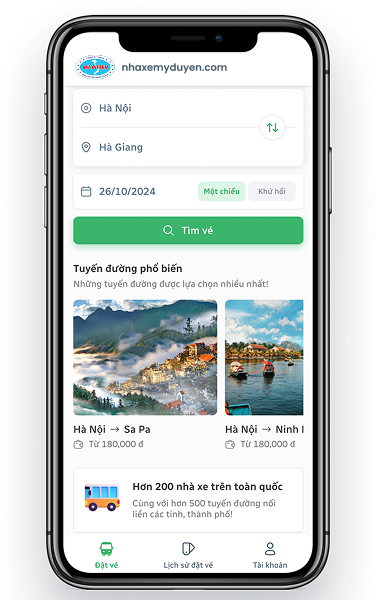 MỸ DUYÊN
nhaxemyduyen.com
Hà Nội
Hà Giang
26/10/2024
Một chiều
Khứ hồi
Tìm vé
Tuyến đường phổ biến
Những tuyến đường được lựa chọn nhiều nhất!
Hà Nội → Sa Pa
Từ 180,000 đ
Hà Nội → Ninh
Từ 180,000 đ
Hơn 200 nhà xe trên toàn quốc
Cùng với hơn 500 tuyến đường nối
liền các tỉnh, thành phố!
Đặt vé
Lịch sử đặt vé
Tài khoản